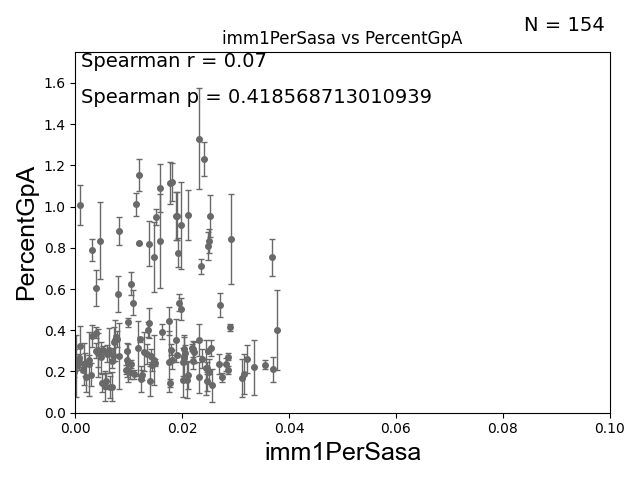 N = 154
imm1PerSasa vs PercentGpA
Spearman r = 0.07
Spearman p = 0.418568713010939
PercentGpA
1.6
1.4
1.2
1.0
0.8
0.6
0.4
0.2
0.0
0.00 0.02 0.04 0.06 0.08 0.10
imm1PerSasa